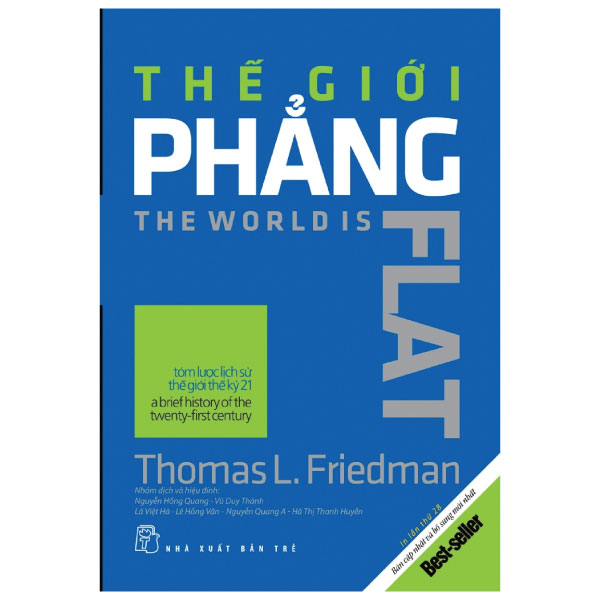 THẾ GIỚI
PHẲNG
THE WORLD IS
FLAT
tóm lược lịch sử
thế giới thế kỷ 21
a brief history of the
twenty-first century
Thomas L. Friedman
Nhóm dịch và hiệu đính:
Nguyễn Hồng Quang - Vũ Duy Thành
Lã Việt Hà - Lê Hồng Vân - Nguyễn Quang A - Hà Thị Thanh Huyền
In lần thứ 28
Bản cập nhật và bổ sung mới nhất
Best-seller
NHÀ XUẤT BẢN TRẺ